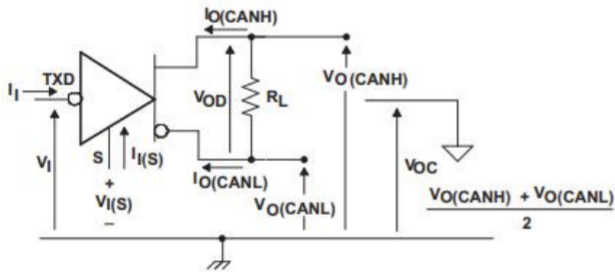 IO(CANH)
II
TXD
VO(CANH)
VOD
RL
VI
S
II(S)
IO(CANL)
VOC
+
VI(S)
–
VO(CANL)
VO(CANH) + VO(CANL)
2